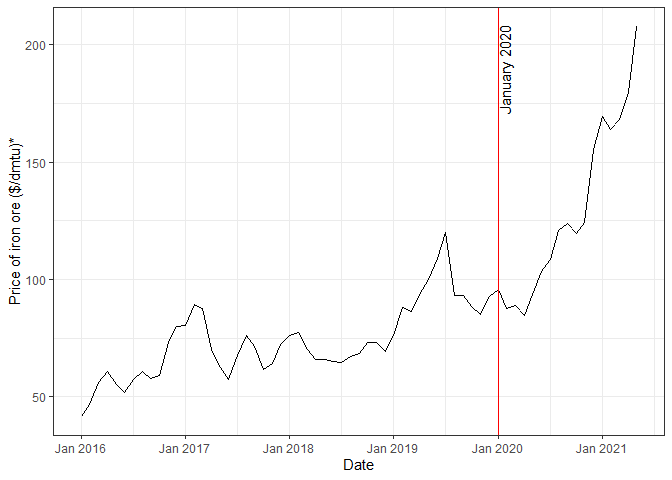 January 2020
Price of iron ore ($/dmtu)*
200
150
100
50
Jan 2016
Jan 2017
Jan 2018
Jan 2019
Jan 2020
Jan 2021
Date